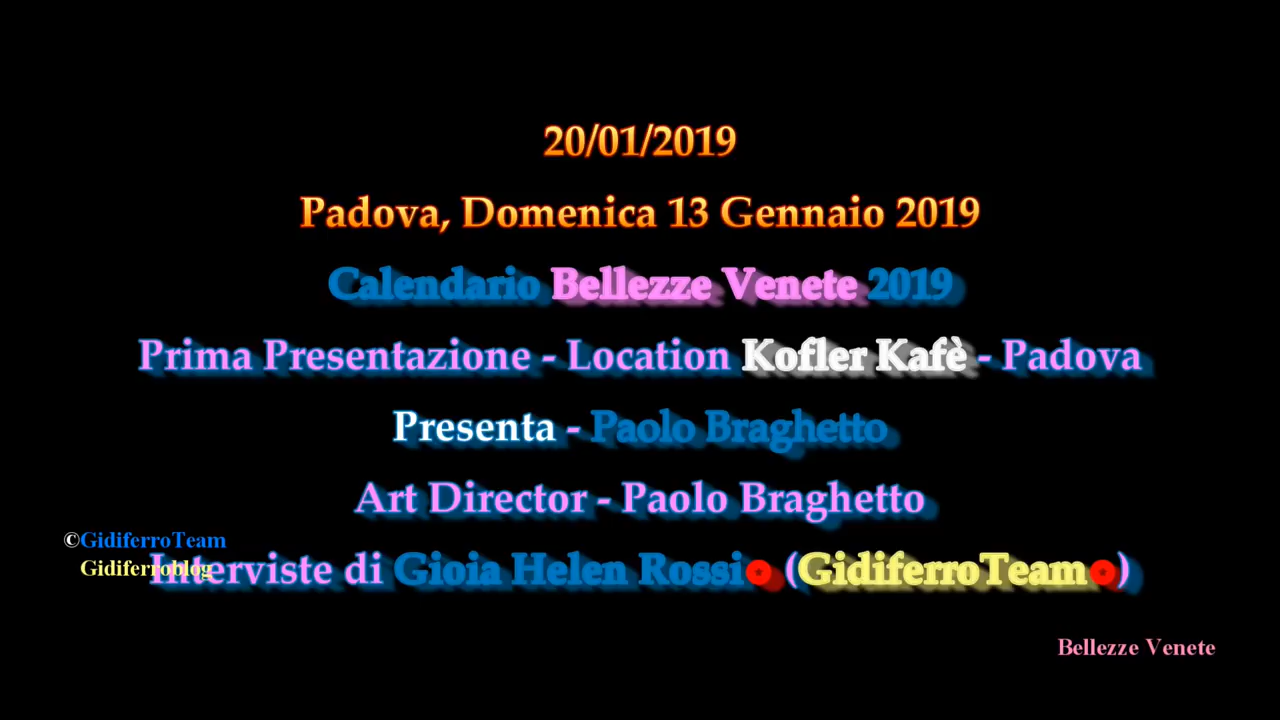 20/01/2019
Padova, Domenica 13 Gennaio 2019
Calendario Bellezze Venete 2019
Prima Presentazione - Location Kofler Kafè - Padova
Presenta - Paolo Braghetto
Art Director - Paolo Braghetto
©GidiferroTeam
Gidiferroblog
Interviste di Gioia Helen Rossi (GidiferroTeam)
Bellezze Venete